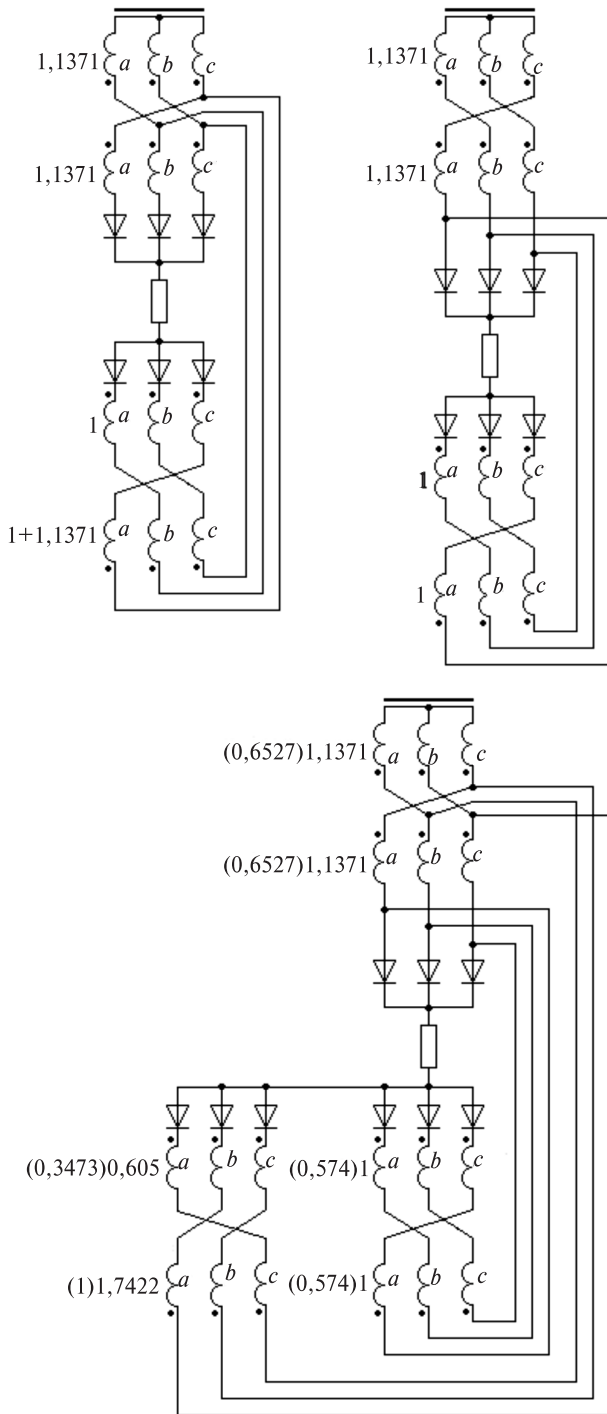 1,1371 a b c
1,1371 a b c
1 a b c
1+1,1371 a b c
1,1371 a b c
1,1371 a b c
1 a b c
1 a b c
(0,6527)1,1371 a b c
(0,6527)1,1371 a b c
(0,3473)0,605 a b c (0,574)1 a b c
(1)1,7422 a b c (0,574)1 a b c